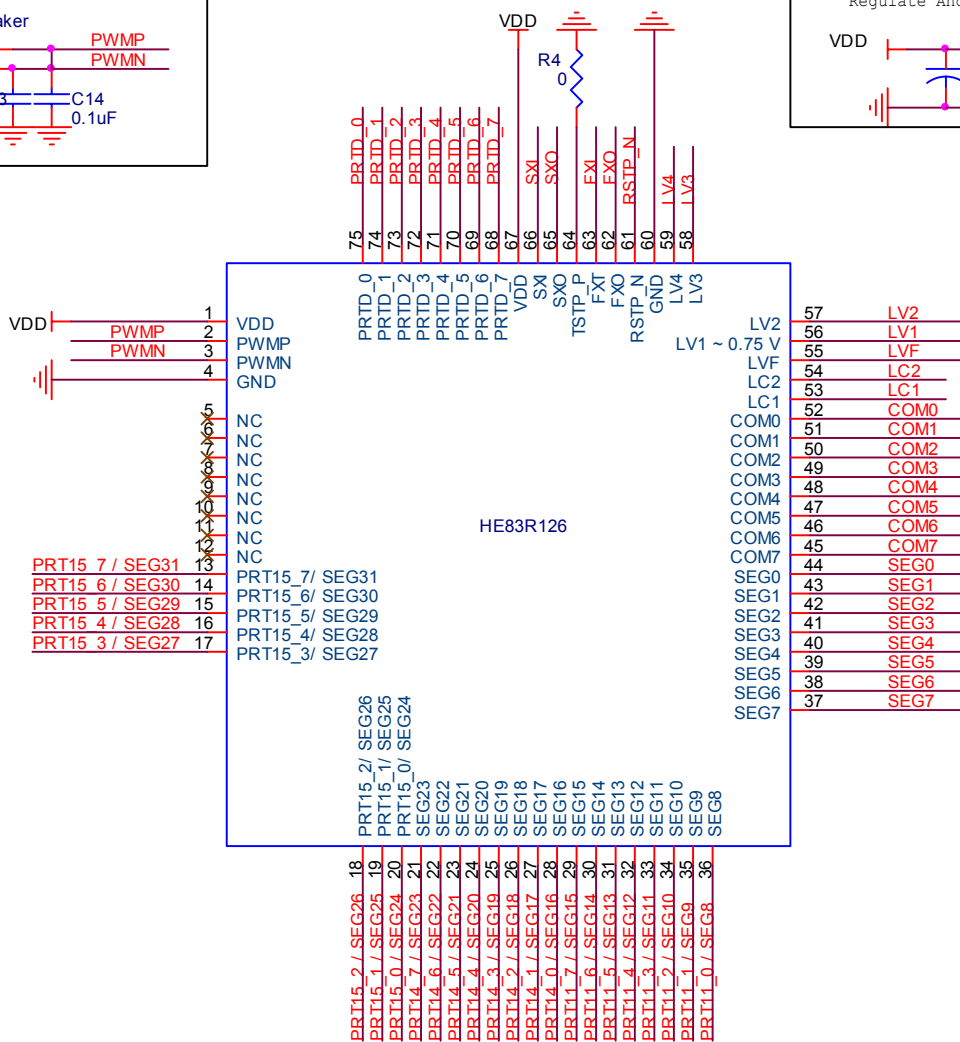 aker
PWMP
PWMN
3
C14
0.1uF
Regulate And
VDD
VDD
R4
0
PRTD_0
PRTD_1
PRTD_2
PRTD_3
PRTD_4
PRTD_5
PRTD_6
PRTD_7
SXI
SXO
FXI
FXO
RSTP_N
LV4
LV3
75
74
73
72
71
70
69
68
67
66
65
64
63
62
61
60
59
58
PRTD_0
PRTD_1
PRTD_2
PRTD_3
PRTD_4
PRTD_5
PRTD_6
PRTD_7
VDD
SXI
SXO
TSTP_P
FXT
FXO
RSTP_N
GND
LV4
LV3
VDD
1 VDD
PWMP 2 PWMP
PWMN 3 PWMN
4 GND
5 NC
6 NC
7 NC
8 NC
9 NC
10 NC
11 NC
12 NC
PRT15_7 / SEG31 13 PRT15_7/ SEG31
PRT15_6 / SEG30 14 PRT15_6/ SEG30
PRT15_5 / SEG29 15 PRT15_5/ SEG29
PRT15_4 / SEG28 16 PRT15_4/ SEG28
PRT15_3 / SEG27 17 PRT15_3/ SEG27
HE83R126
LV2 57 LV2
LV1 ~ 0.75 V 56 LV1
LVF 55 LVF
LC2 54 LC2
LC1 53 LC1
COM0 52 COM0
COM1 51 COM1
COM2 50 COM2
COM3 49 COM3
COM4 48 COM4
COM5 47 COM5
COM6 46 COM6
COM7 45 COM7
SEG0 44 SEG0
SEG1 43 SEG1
SEG2 42 SEG2
SEG3 41 SEG3
SEG4 40 SEG4
SEG5 39 SEG5
SEG6 38 SEG6
SEG7 37 SEG7
PRT15_2/ SEG26
PRT15_1/ SEG25
PRT15_0/ SEG24
SEG23
SEG22
SEG21
SEG20
SEG19
SEG18
SEG17
SEG16
SEG15
SEG14
SEG13
SEG12
SEG11
SEG10
SEG9
SEG8
18
19
20
21
22
23
24
25
26
27
28
29
30
31
32
33
34
35
36
PRT15_2 / SEG26
PRT15_1 / SEG25
PRT15_0 / SEG24
PRT14_7 / SEG23
PRT14_6 / SEG22
PRT14_5 / SEG21
PRT14_4 / SEG20
PRT14_3 / SEG19
PRT14_2 / SEG18
PRT14_1 / SEG17
PRT14_0 / SEG16
PRT11_7 / SEG15
PRT11_6 / SEG14
PRT11_5 / SEG13
PRT11_4 / SEG12
PRT11_3 / SEG11
PRT11_2 / SEG10
PRT11_1 / SEG9
PRT11_0 / SEG8